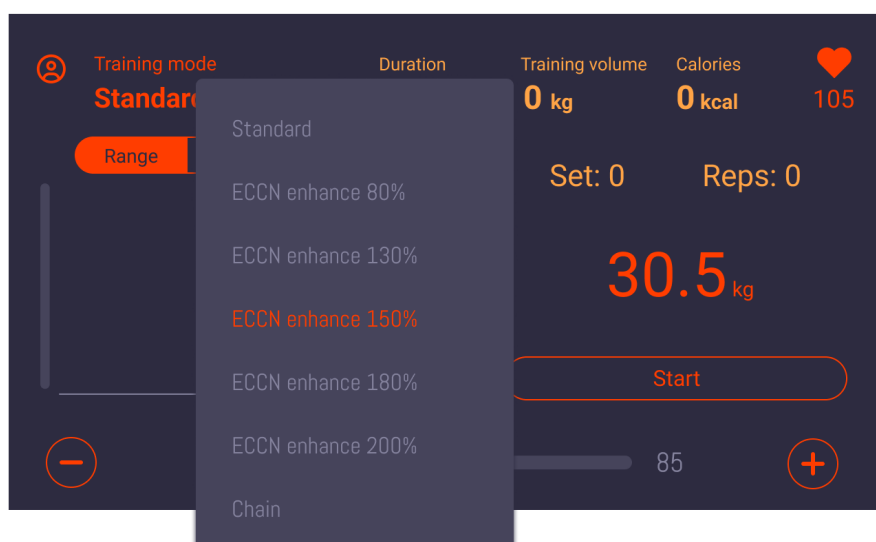 Training mode
Standard
Duration
Training volume
0 kg
Calories
0 kcal
105
Range
Set: 0
Reps: 0
30.5 kg
Start
85
Standard
ECCN enhance 80%
ECCN enhance 130%
ECCN enhance 150%
ECCN enhance 180%
ECCN enhance 200%
Chain